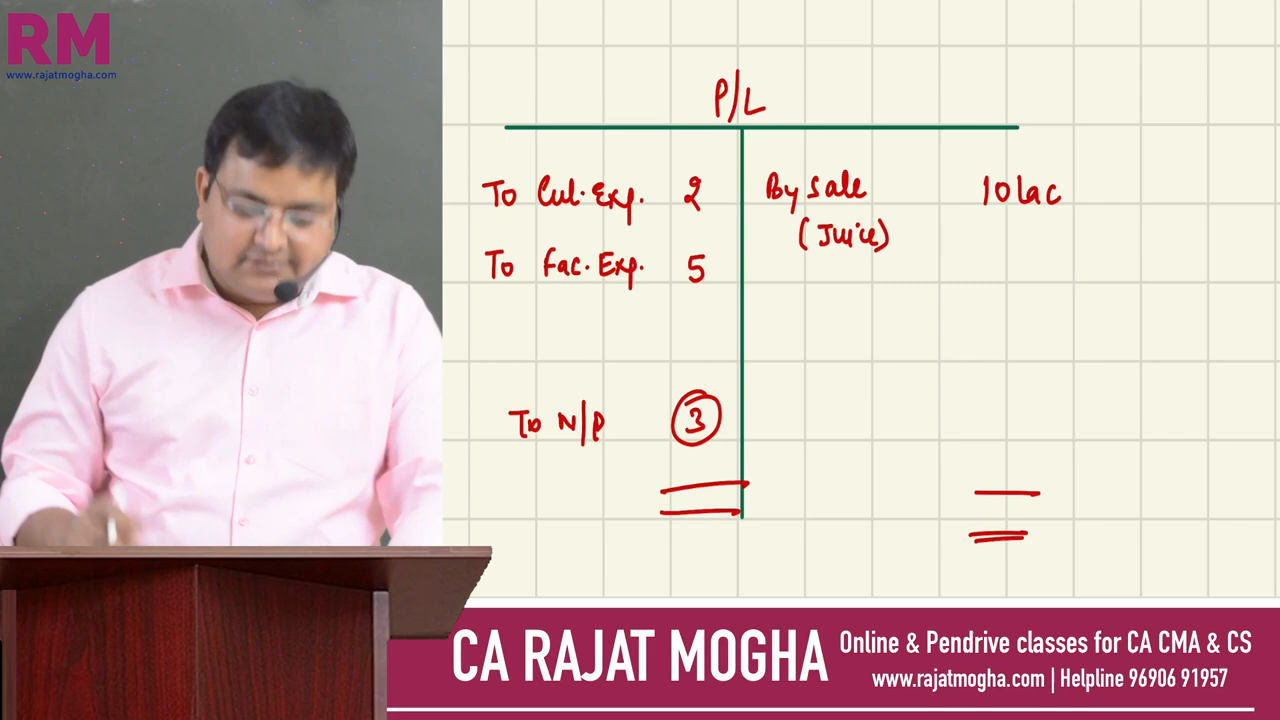 RM
www.rajatmogha.com
P/L
To Cul. Exp. 2
By Sale 10 lac
(Juice)
To Fac. Exp. 5
To N/P 3
CA RAJAT MOGHA
Online & Pendrive classes for CA CMA & CS
www.rajatmogha.com | Helpline 96906 91957